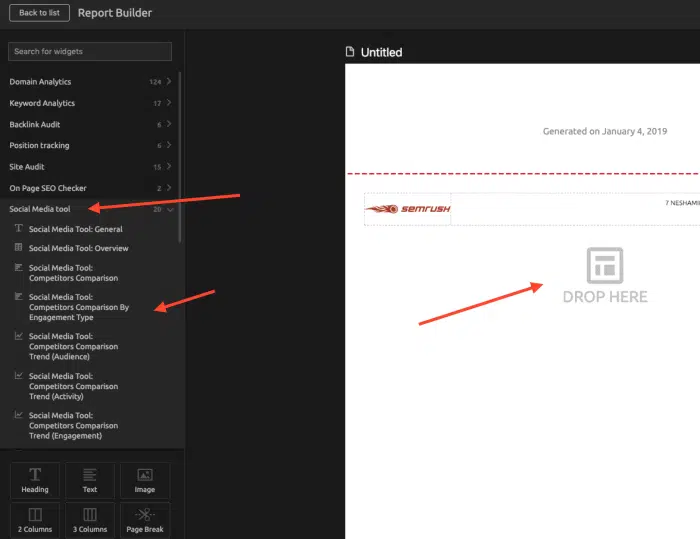 Back to list
Report Builder
Search for widgets
Domain Analytics 124
Keyword Analytics 17
Backlink Audit 6
Position tracking 6
Site Audit 15
On Page SEO Checker 2
Social Media tool 20
Social Media Tool: General
Social Media Tool: Overview
Social Media Tool:
Competitors Comparison
Social Media Tool:
Competitors Comparison By
Engagement Type
Social Media Tool:
Competitors Comparison
Trend (Audience)
Social Media Tool:
Competitors Comparison
Trend (Activity)
Social Media Tool:
Competitors Comparison
Trend (Engagement)
Heading
Text
Image
2 Columns
3 Columns
Page Break
Untitled
Generated on January 4, 2019
semrush
7 NESHAMI
DROP HERE